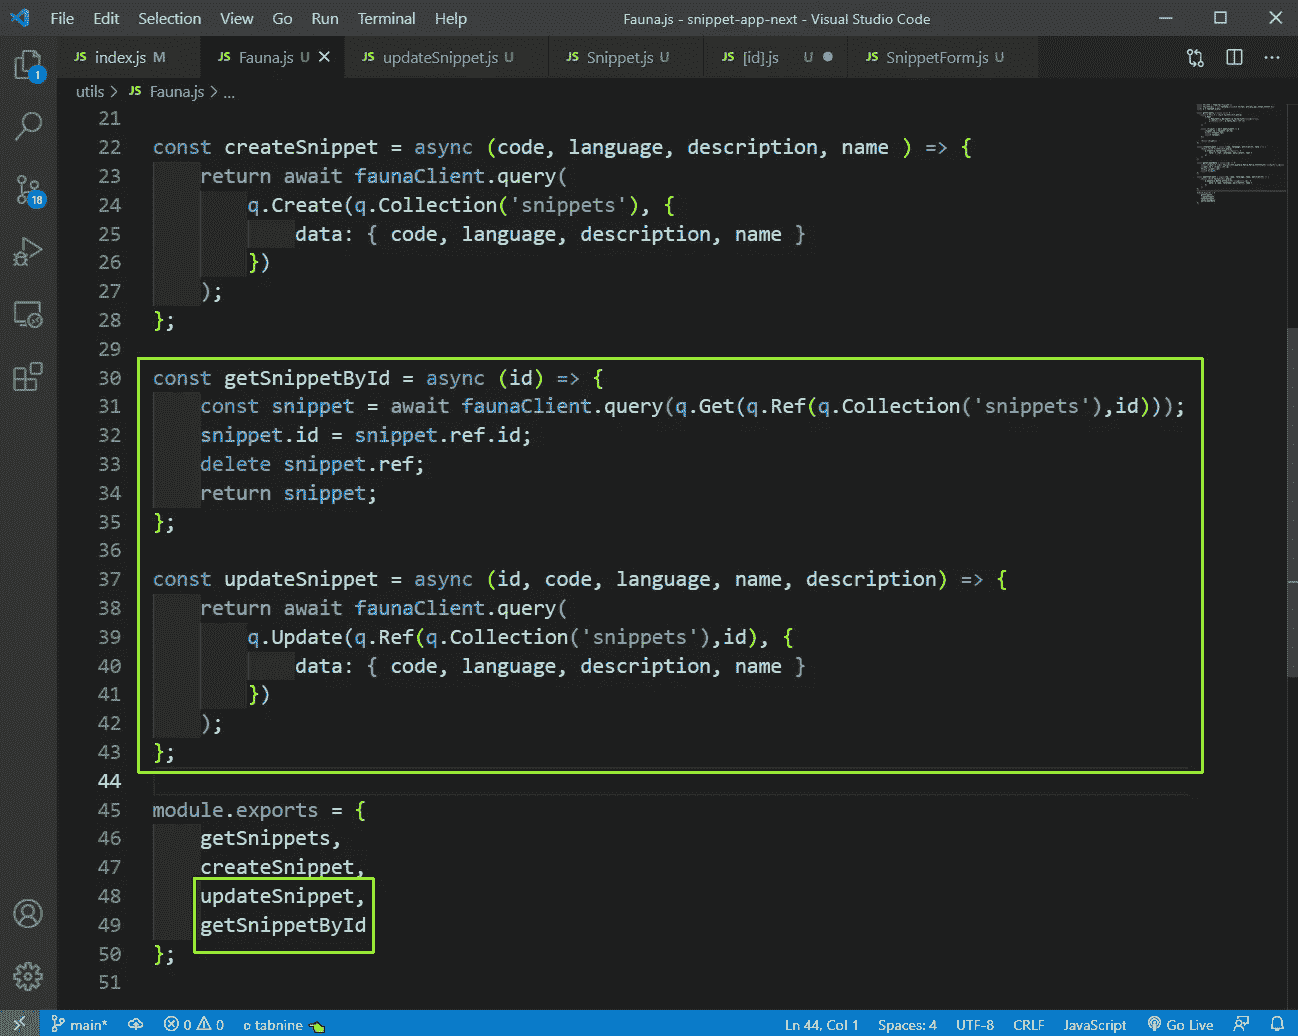 File Edit Selection View Go Run Terminal Help Fauna.js - snippet-app-next - Visual Studio Code
JS index.js M JS Fauna.js U JS updateSnippet.js U JS Snippet.js U JS [id].js U JS SnippetForm.js U
utils > JS Fauna.js > ...
21
22 const createSnippet = async (code, language, description, name ) => {
23     return await faunaClient.query(
24         q.Create(q.Collection('snippets'), {
25             data: { code, language, description, name }
26         })
27     );
28 };
29
30 const getSnippetById = async (id) => {
31     const snippet = await faunaClient.query(q.Get(q.Ref(q.Collection('snippets'),id)));
32     snippet.id = snippet.ref.id;
33     delete snippet.ref;
34     return snippet;
35 };
36
37 const updateSnippet = async (id, code, language, name, description) => {
38     return await faunaClient.query(
39         q.Update(q.Ref(q.Collection('snippets'),id), {
40             data: { code, language, description, name }
41         })
42     );
43 };
44
45 module.exports = {
46     getSnippets,
47     createSnippet,
48     updateSnippet,
49     getSnippetById
50 };
51
1
18
main* 0 0 tabnine Ln 44, Col 1 Spaces: 4 UTF-8 CRLF JavaScript Go Live